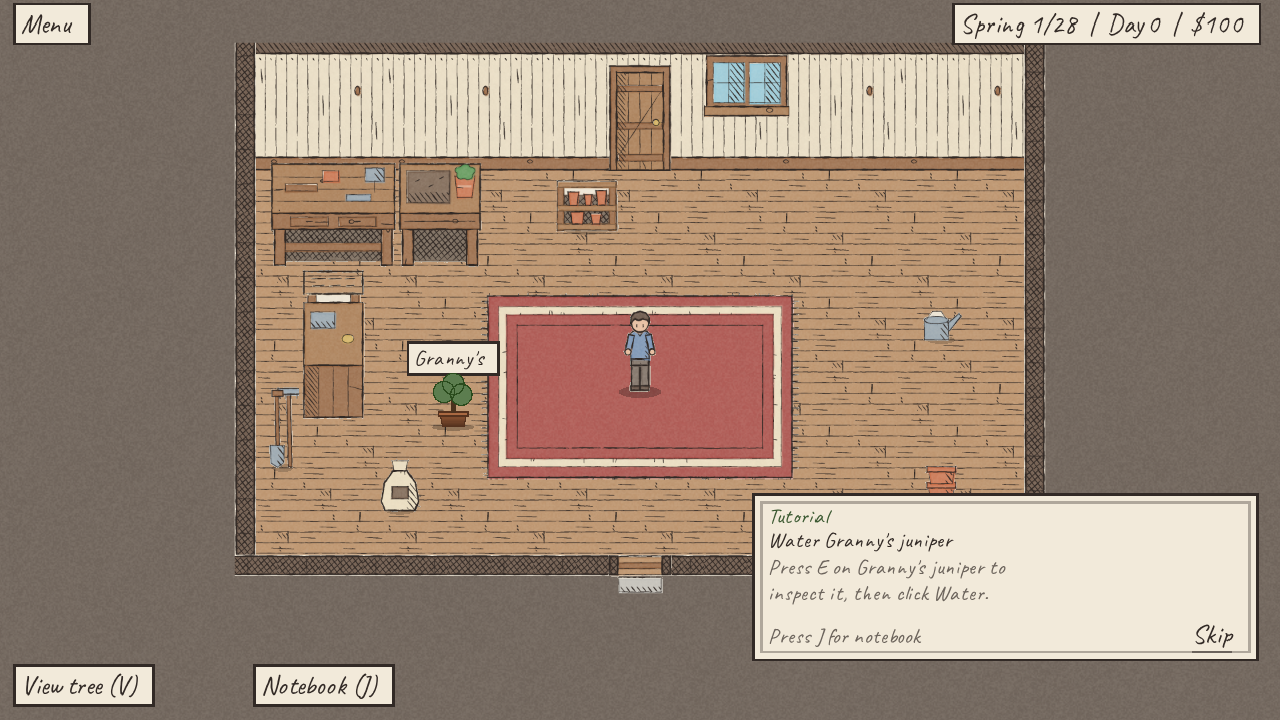 Menu
Spring 1/28 | Day 0 | $100
Granny's
Tutorial
Water Granny's juniper
Press E on Granny's juniper to
inspect it, then click Water.
Press J for notebook
Skip
View tree (V)
Notebook (J)